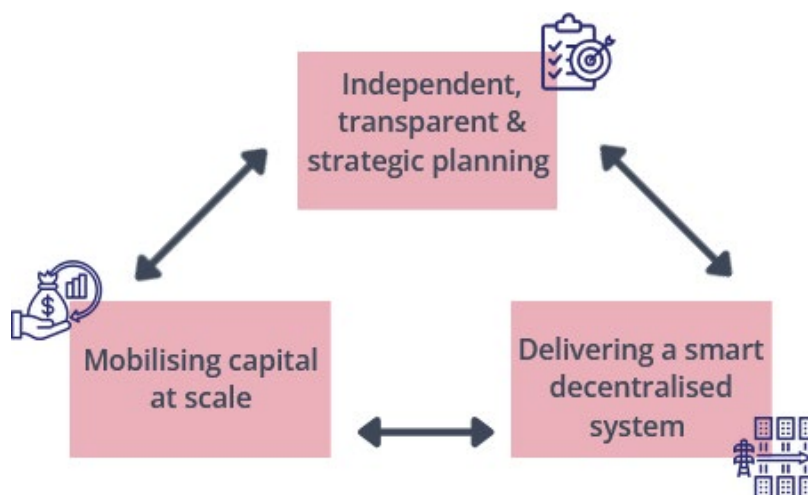 Independent,
transparent &
strategic planning
Mobilising capital
at scale
Delivering a smart
decentralised
system
$